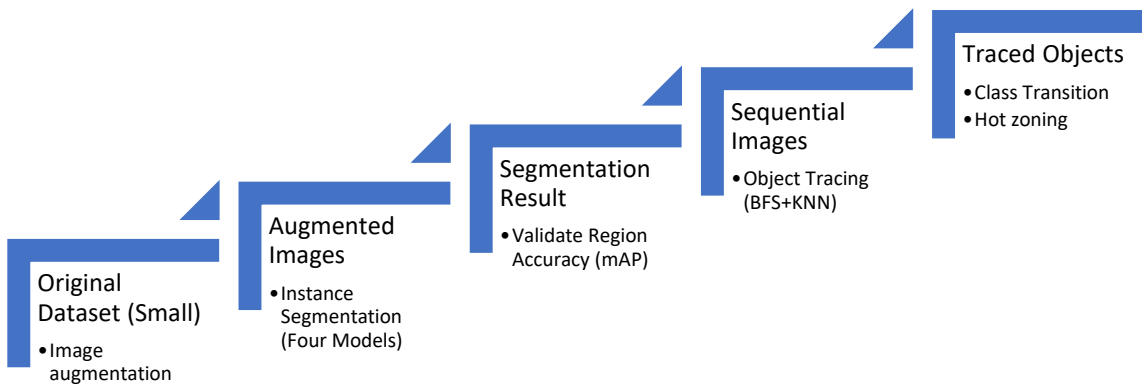 Original
Dataset (Small)
•Image
augmentation
Augmented
Images
•Instance
Segmentation
(Four Models)
Segmentation
Result
•Validate Region
Accuracy (mAP)
Sequential
Images
•Object Tracing
(BFS+KNN)
Traced Objects
•Class Transition
•Hot zoning